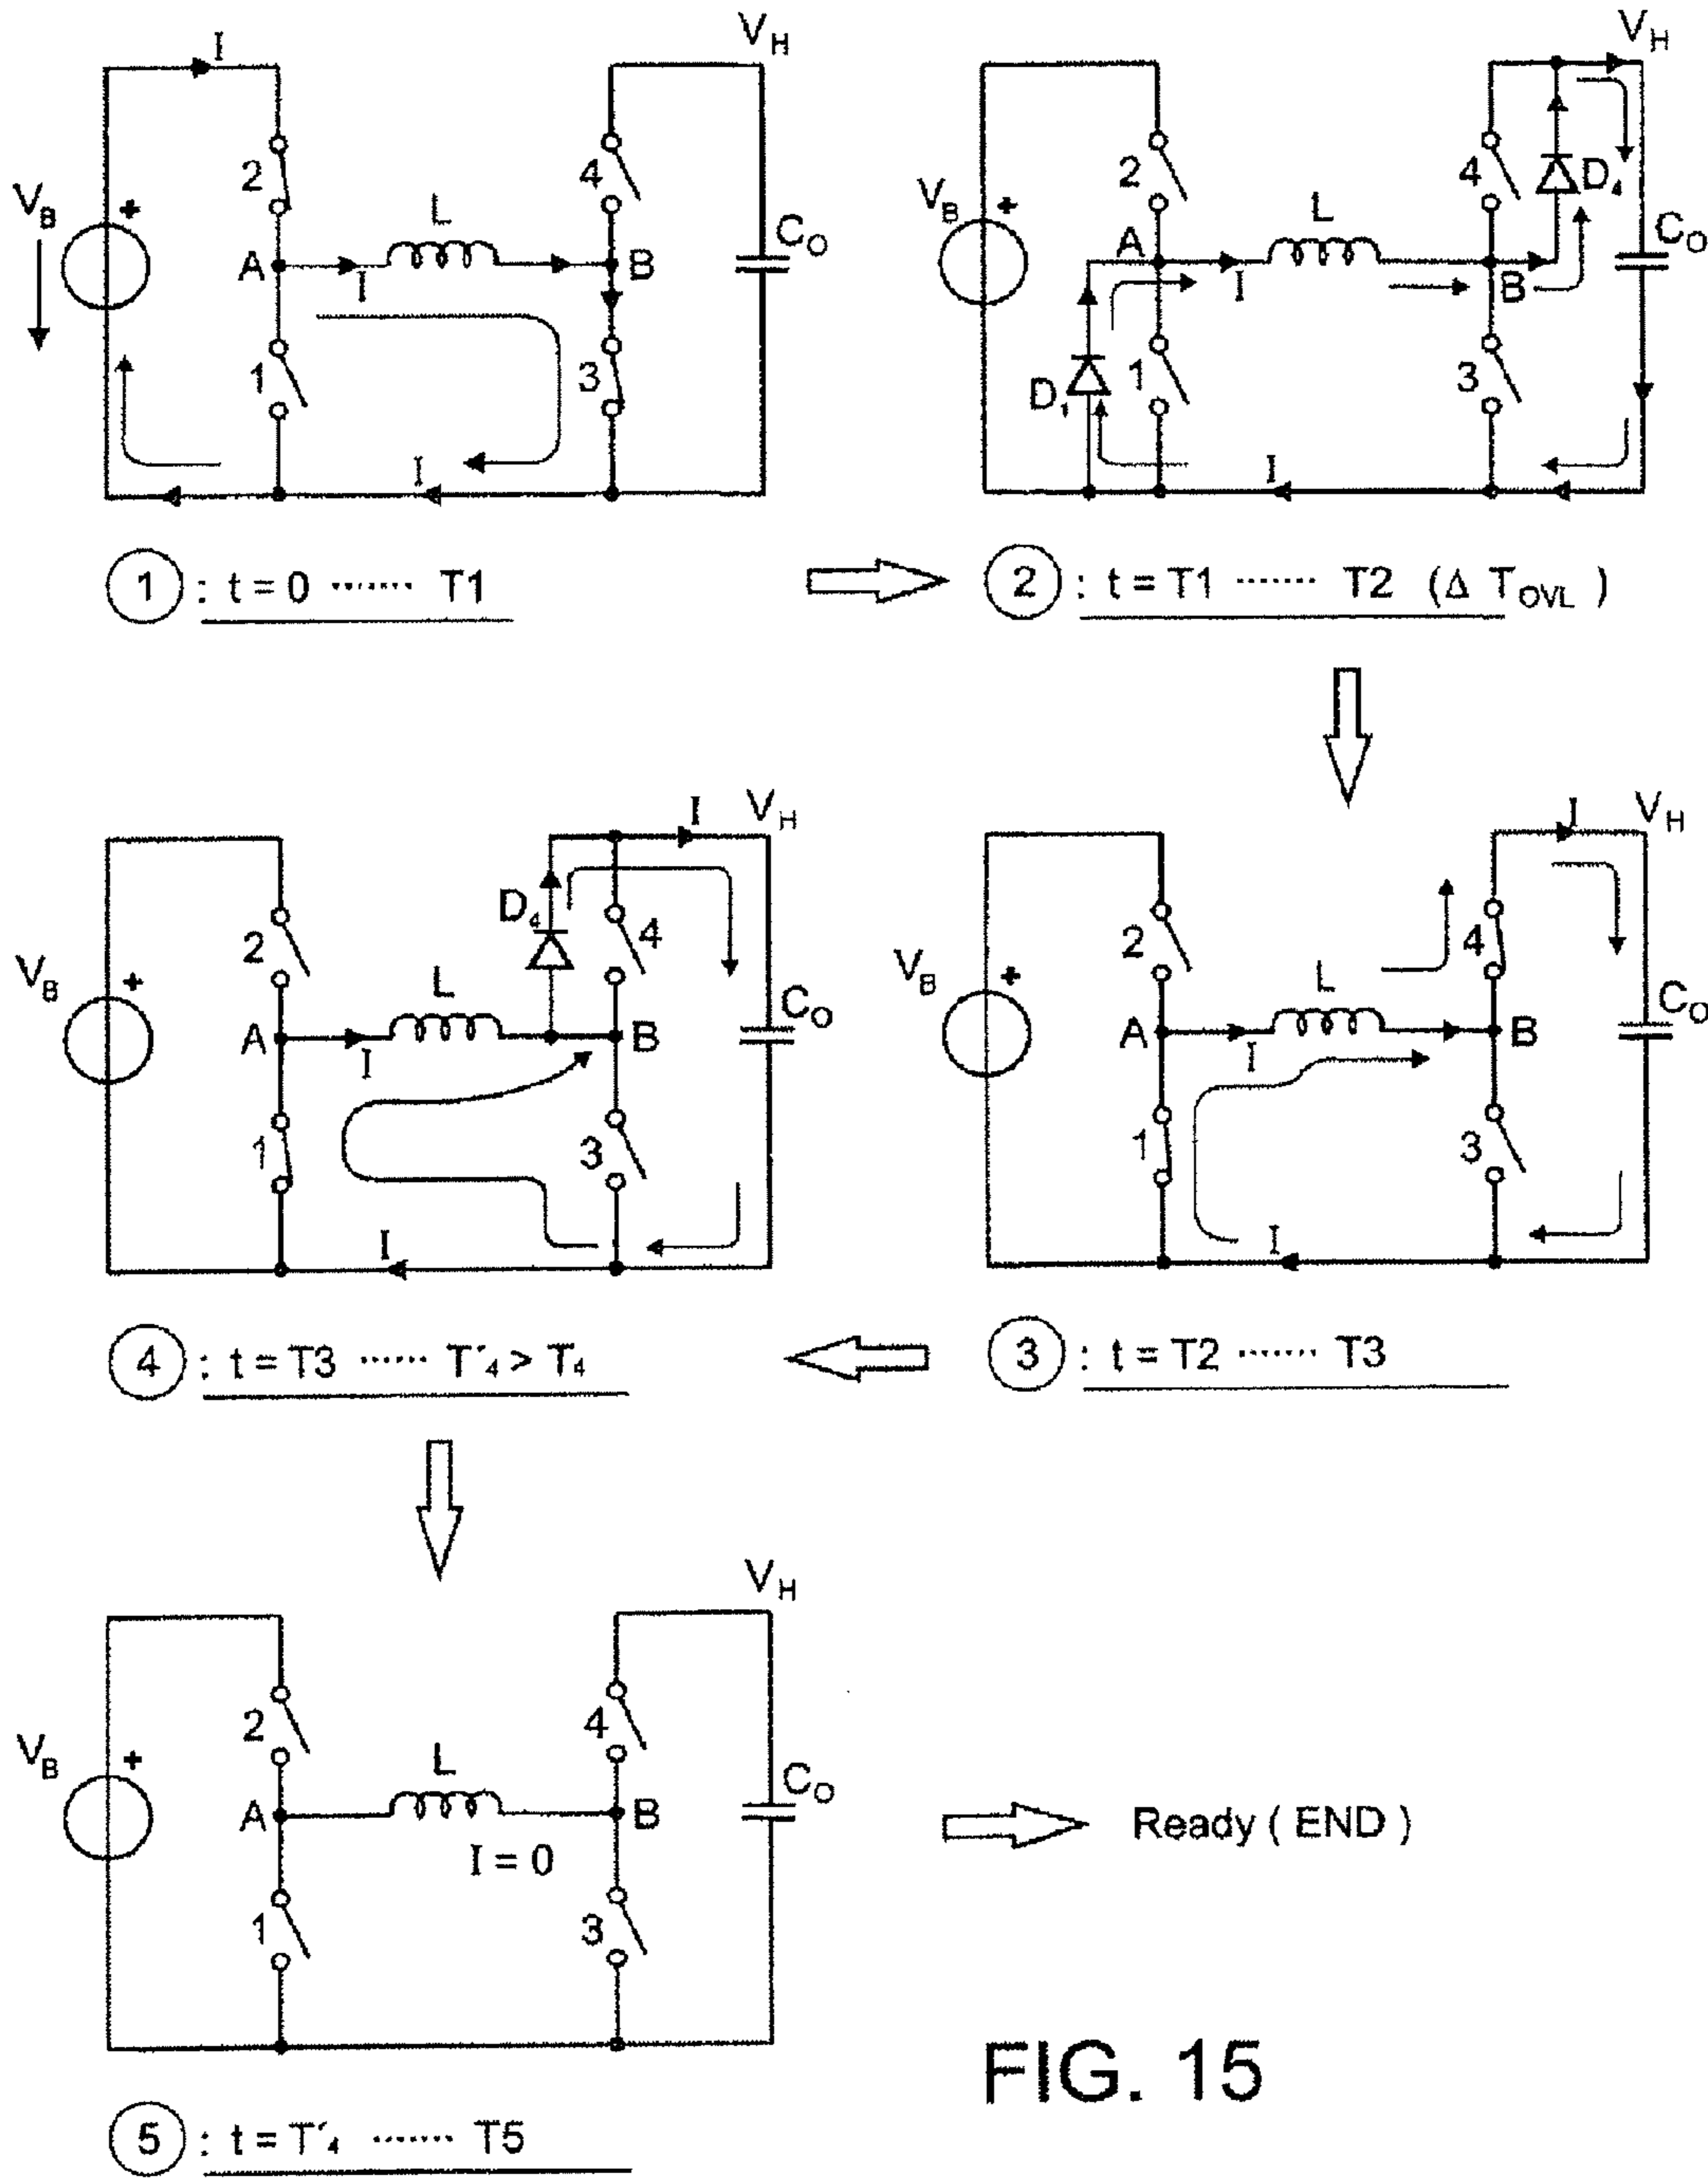 I
V_H
V_B
+
2
4
L
A
B
C_O
I
1
3
I
① : t = 0 ........ T1
V_H
V_B
+
2
4
D_4
L
A
B
C_O
I
D_1
1
3
I
② : t = T1 ........ T2 (Δ T_OVL )
I
V_H
V_B
+
2
4
L
A
B
C_O
I
1
3
I
③ : t = T2 ........ T3
I
V_H
D_4
V_B
+
2
4
L
A
B
C_O
I
1
3
I
④ : t = T3 ...... T´_4 > T_4
V_H
V_B
+
2
4
L
A
B
C_O
I = 0
1
3
Ready ( END )
⑤ : t = T´_4 ........ T5
FIG. 15